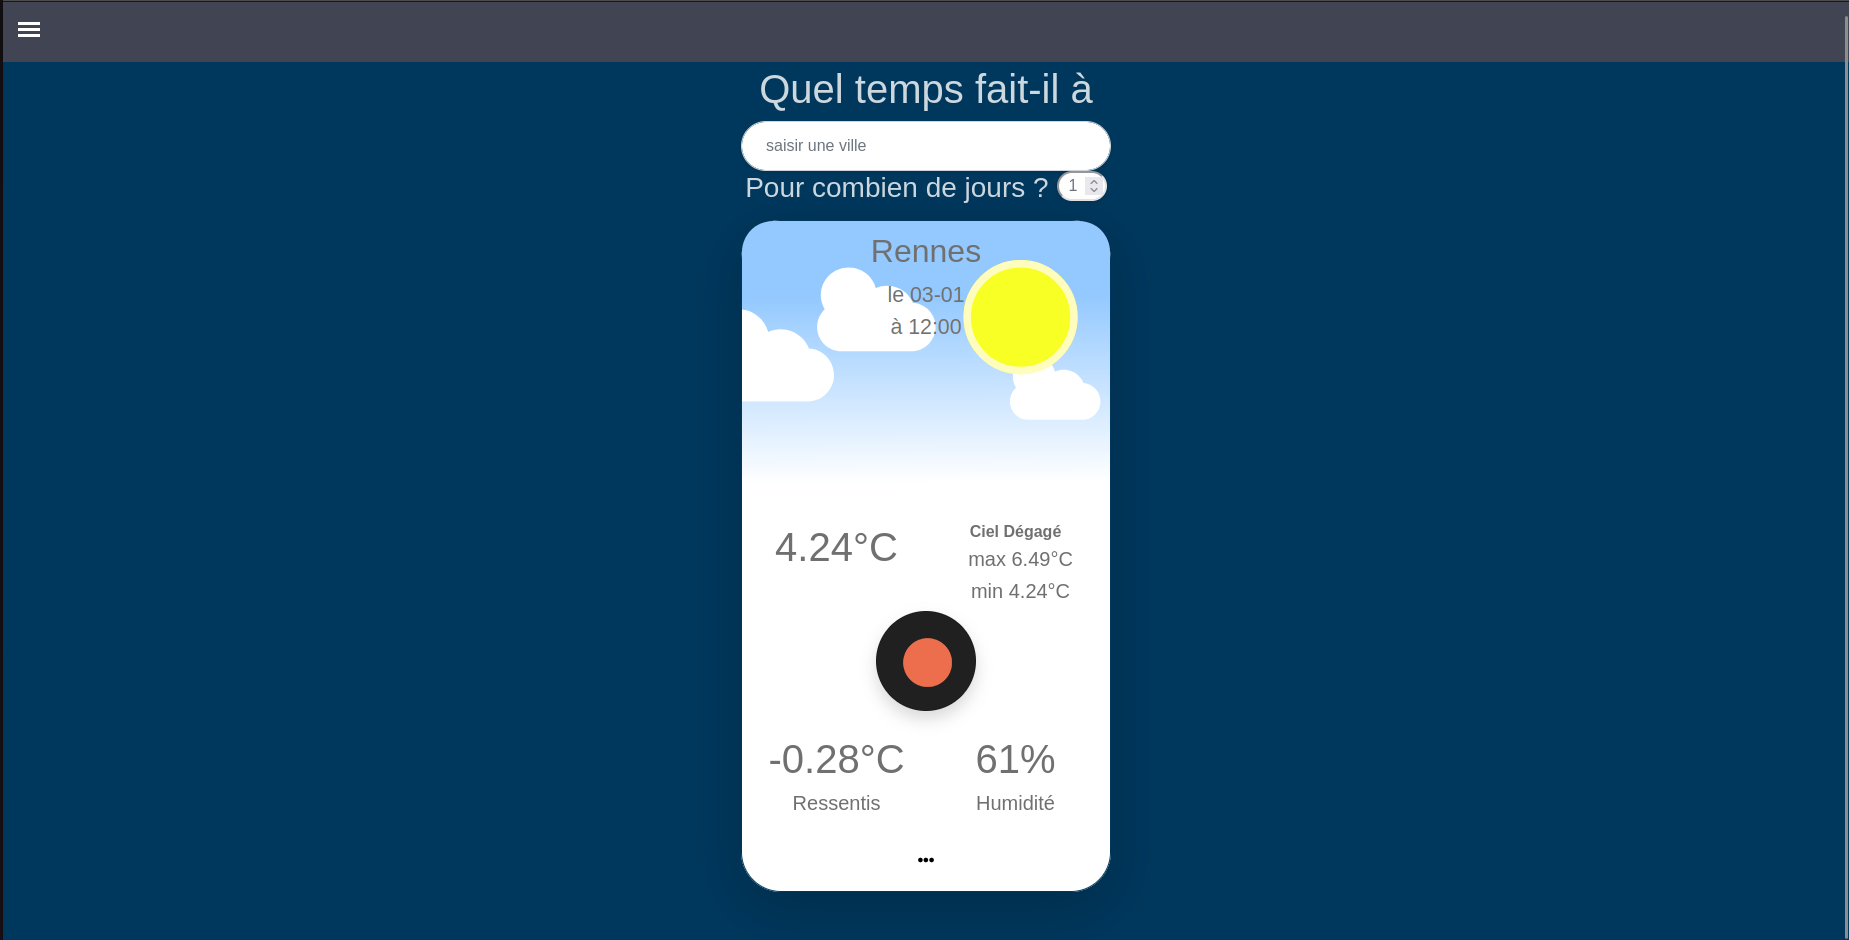 Quel temps fait-il à
saisir une ville
Pour combien de jours ? 1
Rennes
le 03-01
à 12:00
4.24°C
Ciel Dégagé
max 6.49°C
min 4.24°C
-0.28°C
Ressentis
61%
Humidité